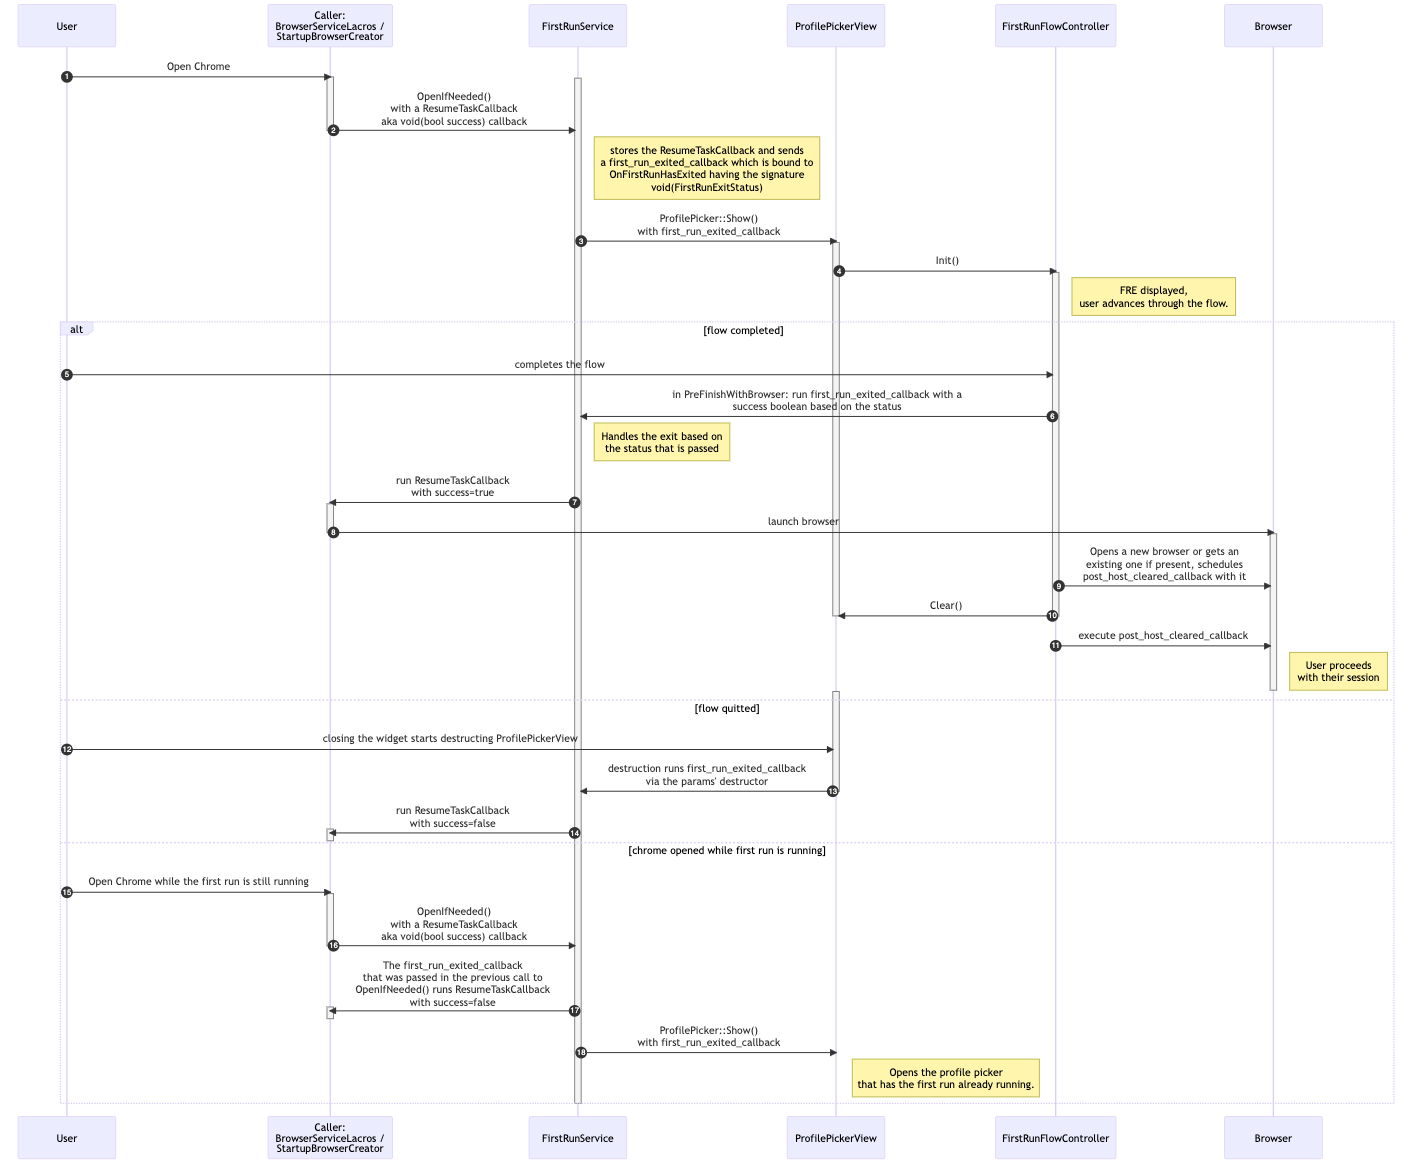 User
Caller:
BrowserServiceLacros /
StartupBrowserCreator
FirstRunService
ProfilePickerView
FirstRunFlowController
Browser
1
Open Chrome
OpenIfNeeded()
with a ResumeTaskCallback
aka void(bool success) callback
2
stores the ResumeTaskCallback and sends
a first_run_exited_callback which is bound to
OnFirstRunHasExited having the signature
void(FirstRunExitStatus)
ProfilePicker::Show()
with first_run_exited_callback
3
Init()
4
FRE displayed,
user advances through the flow.
alt
[flow completed]
completes the flow
5
in PreFinishWithBrowser: run first_run_exited_callback with a
success boolean based on the status
6
Handles the exit based on
the status that is passed
run ResumeTaskCallback
with success=true
7
launch browser
8
Opens a new browser or gets an
existing one if present, schedules
post_host_cleared_callback with it
9
Clear()
10
execute post_host_cleared_callback
11
User proceeds
with their session
[flow quitted]
closing the widget starts destructing ProfilePickerView
12
destruction runs first_run_exited_callback
via the params' destructor
13
run ResumeTaskCallback
with success=false
14
[chrome opened while first run is running]
Open Chrome while the first run is still running
15
OpenIfNeeded()
with a ResumeTaskCallback
aka void(bool success) callback
16
The first_run_exited_callback
that was passed in the previous call to
OpenIfNeeded() runs ResumeTaskCallback
with success=false
17
ProfilePicker::Show()
with first_run_exited_callback
18
Opens the profile picker
that has the first run already running.
User
Caller:
BrowserServiceLacros /
StartupBrowserCreator
FirstRunService
ProfilePickerView
FirstRunFlowController
Browser